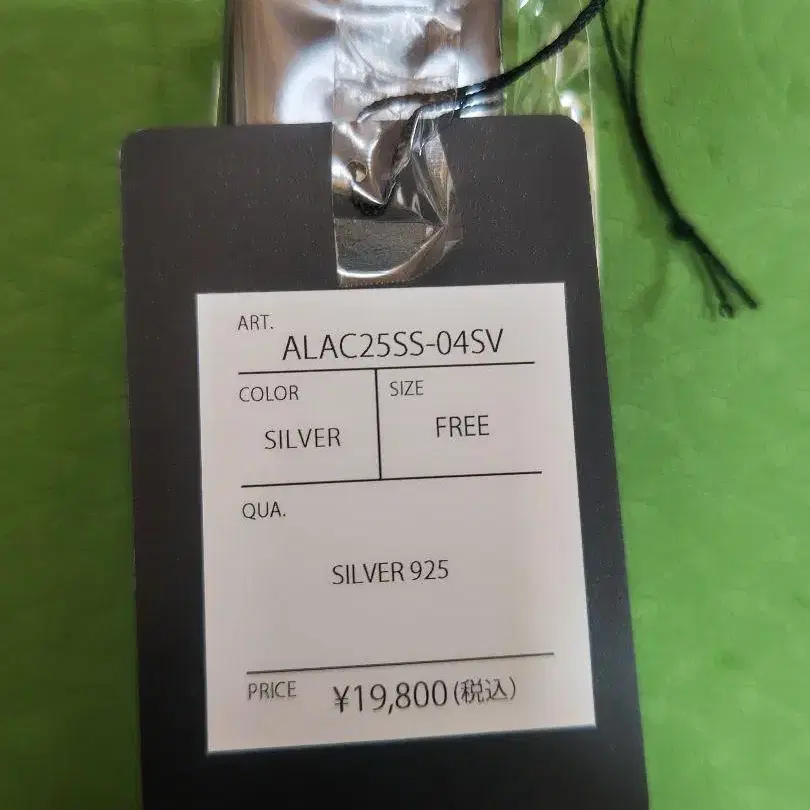 ART.
ALAC25SS-04SV
COLOR
SILVER
SIZE
FREE
QUA.
SILVER 925
PRICE ¥19,800(税込)